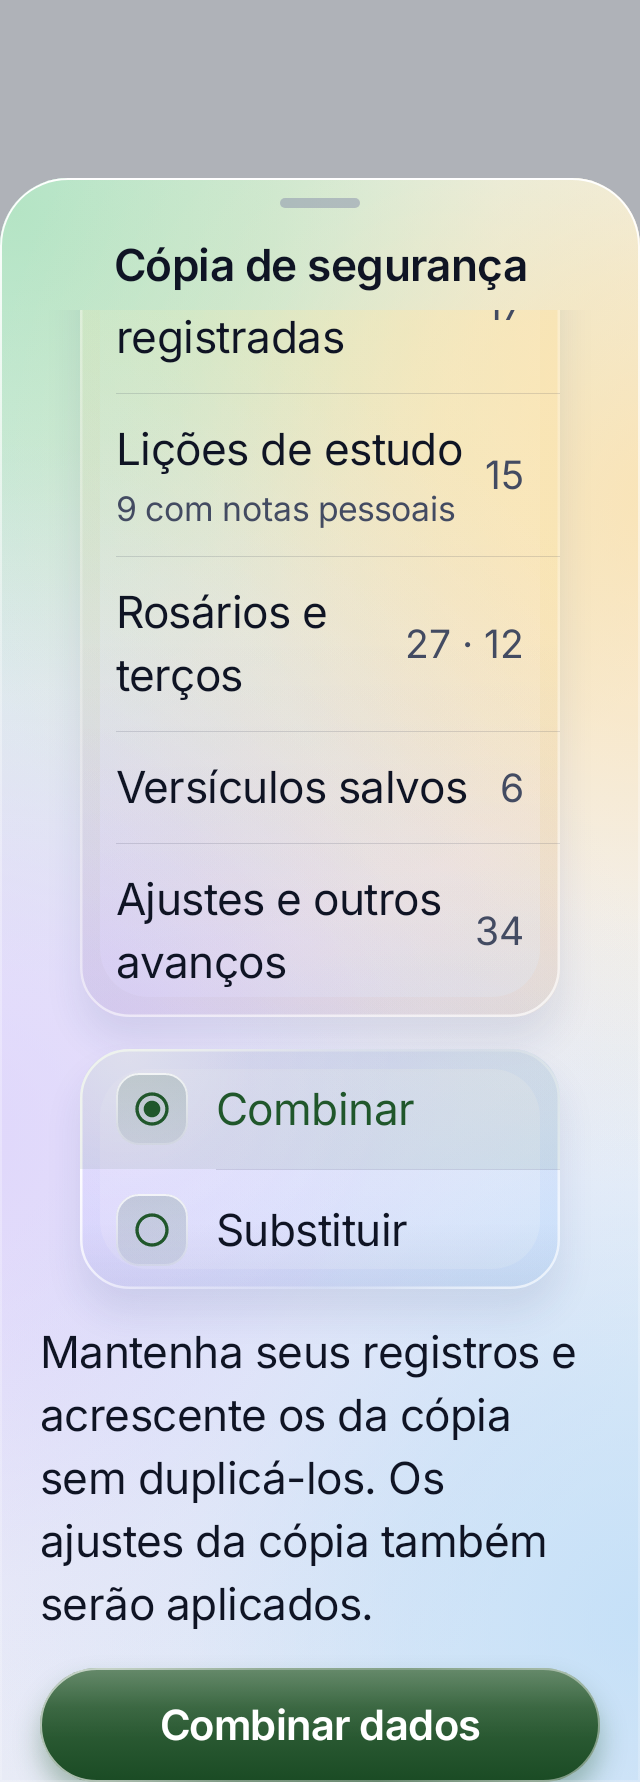 Cópia de segurança
registradas
Lições de estudo
15
9 com notas pessoais
Rosários e
terços
27 · 12
Versículos salvos
6
Ajustes e outros
avanços
34
Combinar
Substituir
Mantenha seus registros e
acrescente os da cópia
sem duplicá-los. Os
ajustes da cópia também
serão aplicados.
Combinar dados